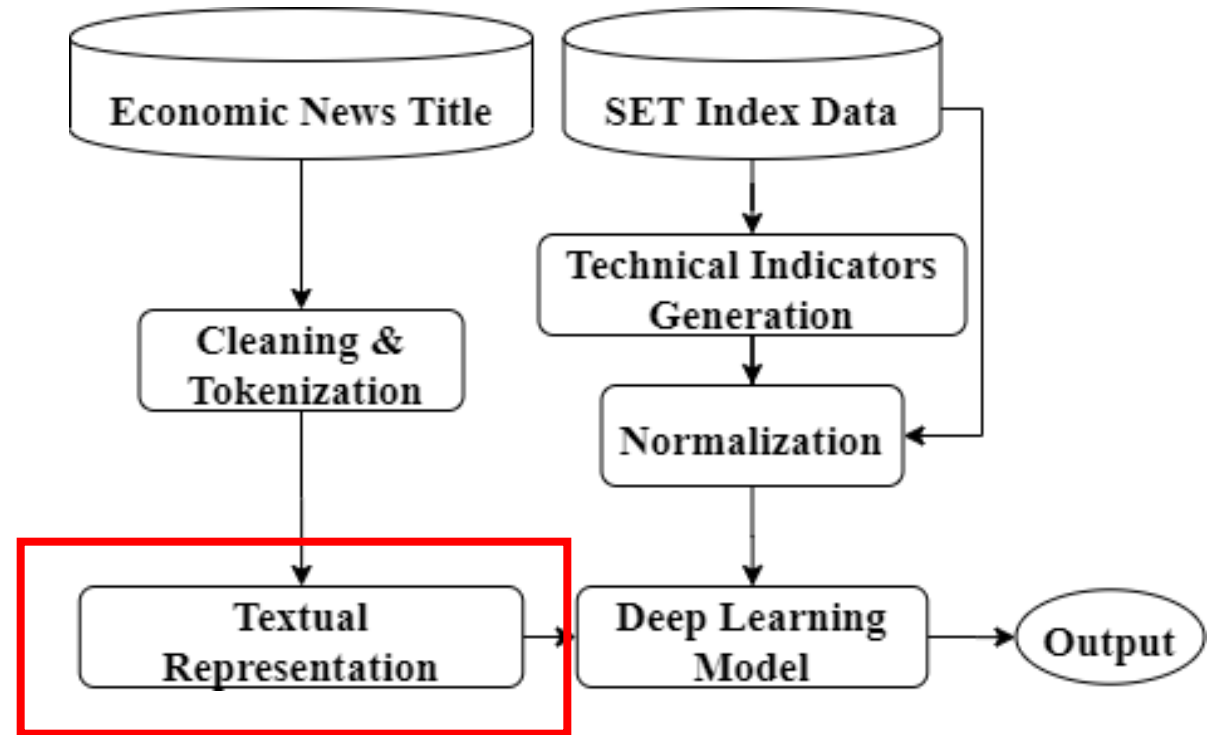 Economic News Title
SET Index Data
Technical Indicators
Generation
Cleaning &
Tokenization
Normalization
Textual
Representation
Deep Learning
Model
Output